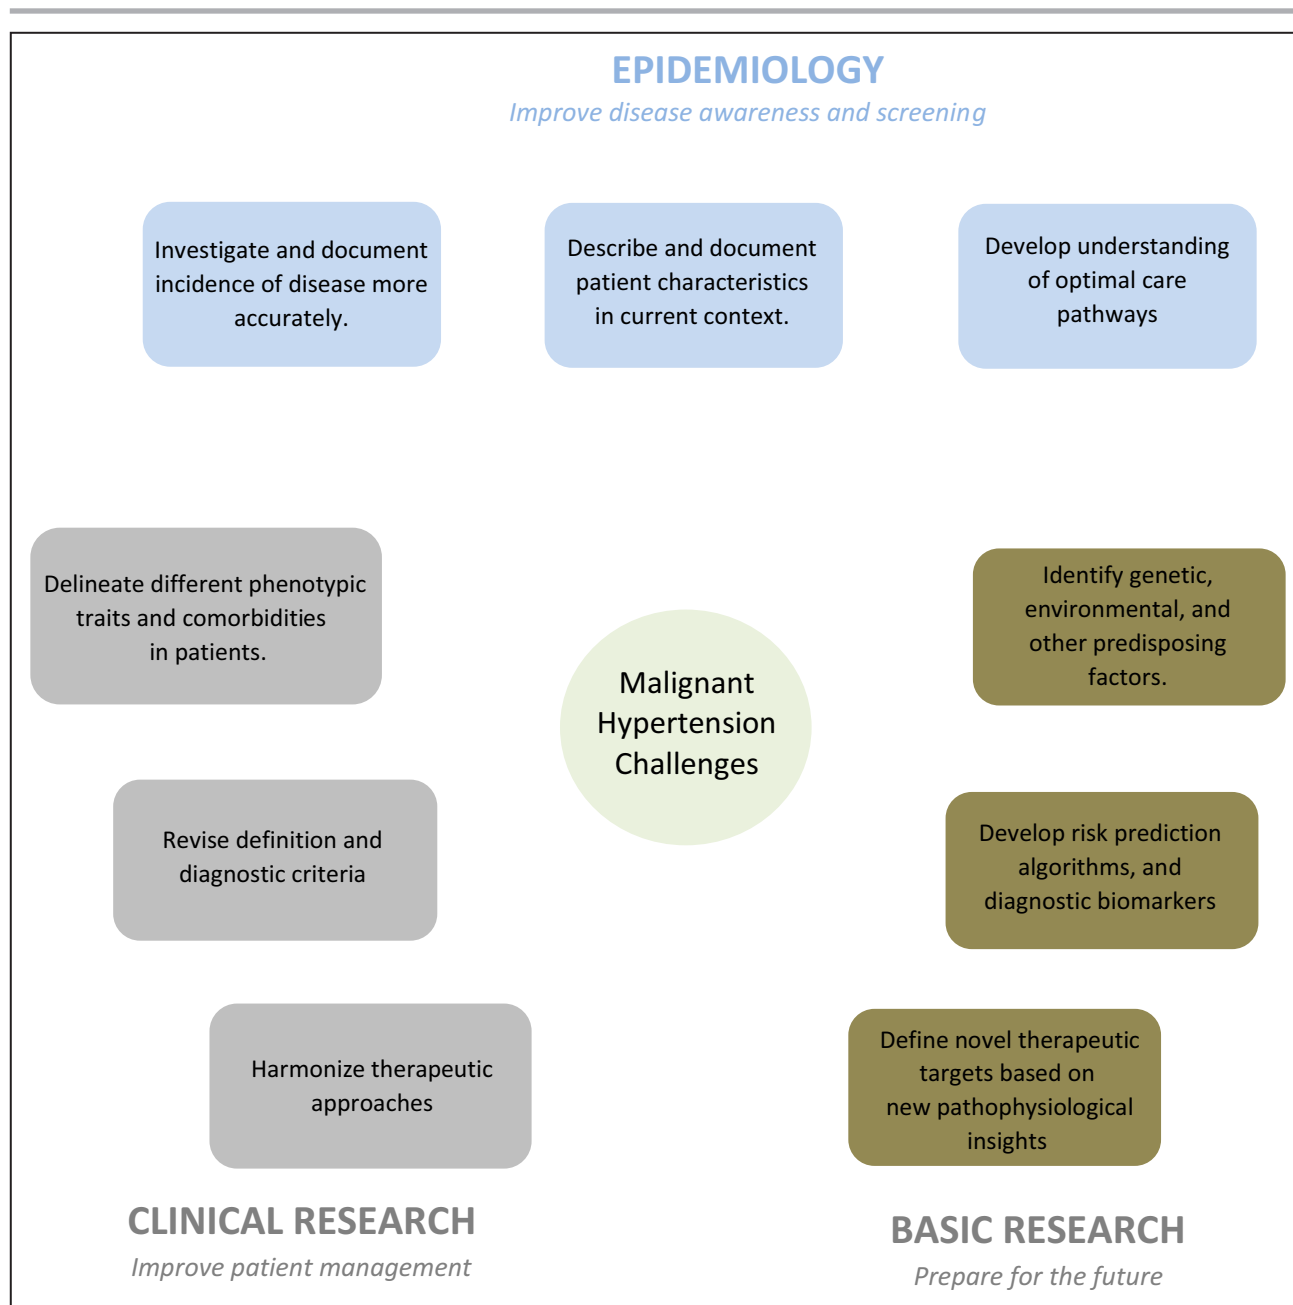 EPIDEMIOLOGY
Improve disease awareness and screening
Investigate and document
incidence of disease more
accurately.
Describe and document
patient characteristics
in current context.
Develop understanding
of optimal care
pathways
Delineate different phenotypic
traits and comorbidities
in patients.
Revise definition and
diagnostic criteria
Harmonize therapeutic
approaches
Malignant
Hypertension
Challenges
Identify genetic,
environmental, and
other predisposing
factors.
Develop risk prediction
algorithms, and
diagnostic biomarkers
Define novel therapeutic
targets based on
new pathophysiological
insights
CLINICAL RESEARCH
Improve patient management
BASIC RESEARCH
Prepare for the future